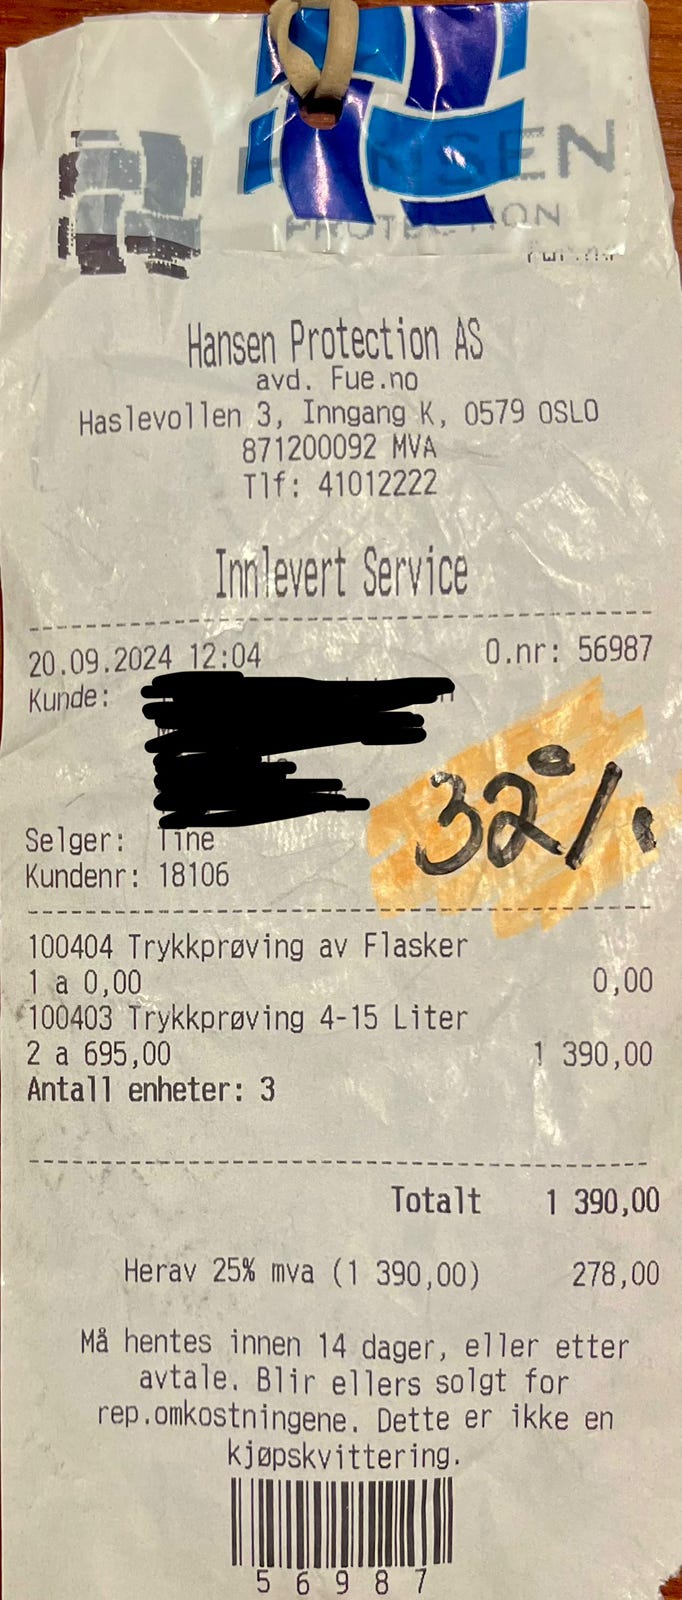 HANSEN
PROTECTION
Hansen Protection AS
avd. Fue.no
Haslevollen 3, Inngang K, 0579 OSLO
871200092 MVA
Tlf: 41012222
Innlevert Service
20.09.2024 12:04 O.nr: 56987
Kunde:
32%
Selger: Tine
Kundenr: 18106
100404 Trykkprøving av Flasker
1 a 0,00 0,00
100403 Trykkprøving 4-15 Liter
2 a 695,00 1 390,00
Antall enheter: 3
Totalt 1 390,00
Herav 25% mva (1 390,00) 278,00
Må hentes innen 14 dager, eller etter
avtale. Blir ellers solgt for
rep.omkostningene. Dette er ikke en
kjøpskvittering.
56987